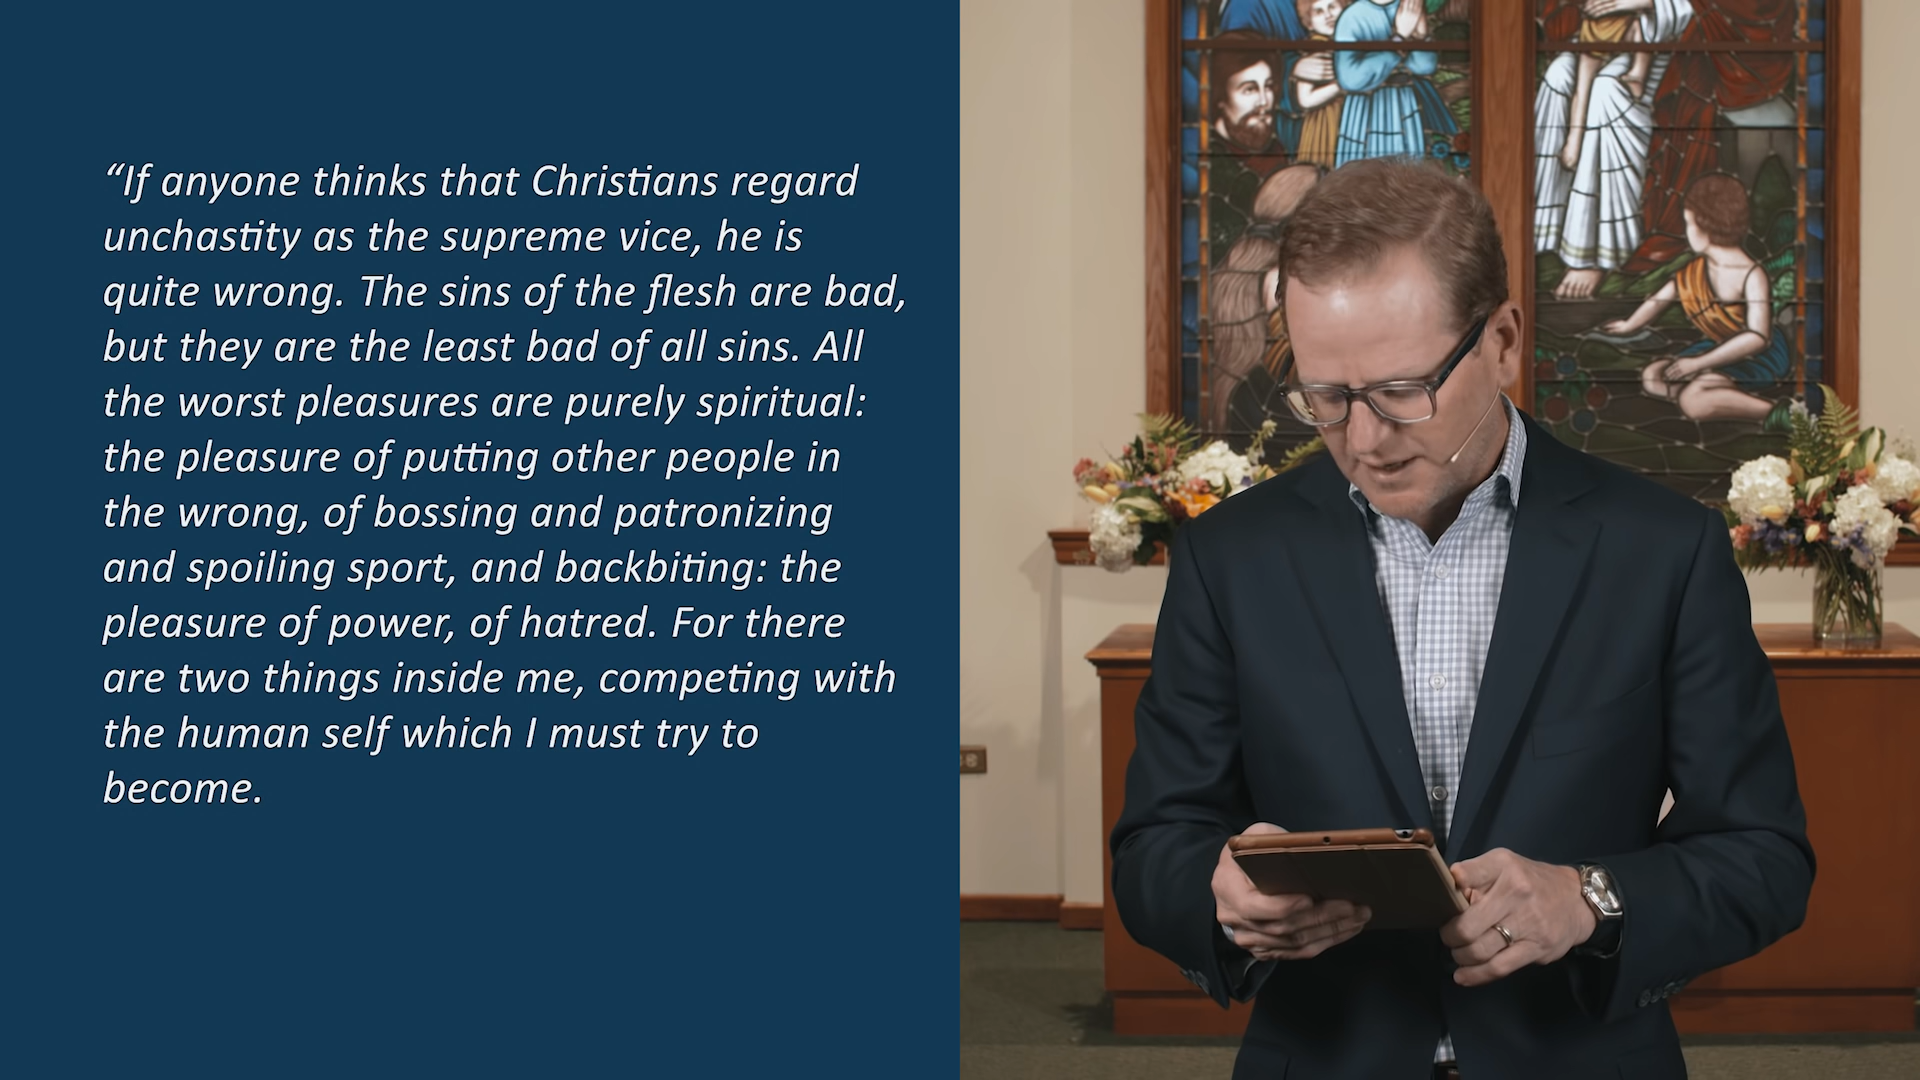 “If anyone thinks that Christians regard
unchastity as the supreme vice, he is
quite wrong. The sins of the flesh are bad,
but they are the least bad of all sins. All
the worst pleasures are purely spiritual:
the pleasure of putting other people in
the wrong, of bossing and patronizing
and spoiling sport, and backbiting: the
pleasure of power, of hatred. For there
are two things inside me, competing with
the human self which I must try to
become.